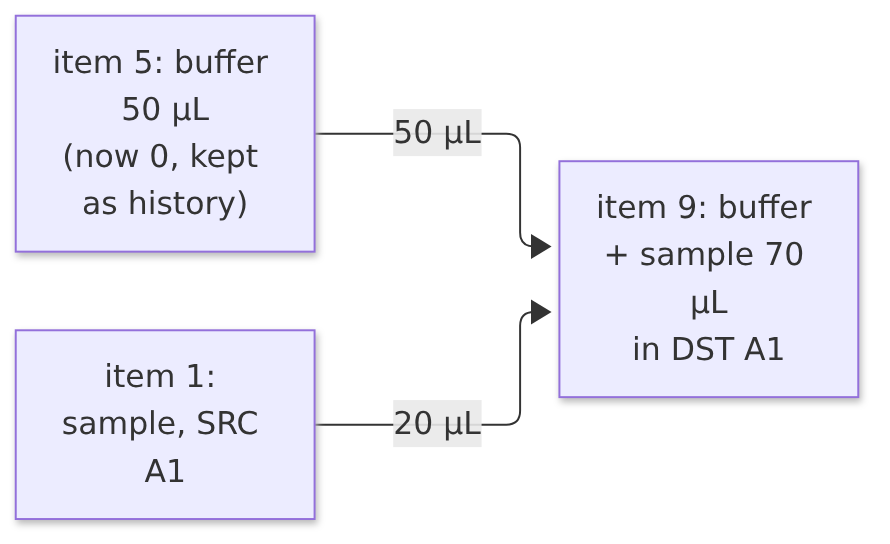 item 5: buffer
50 µL
(now 0, kept
as history)
50 µL
item 9: buffer
+ sample 70
µL
in DST A1
item 1:
sample, SRC
A1
20 µL